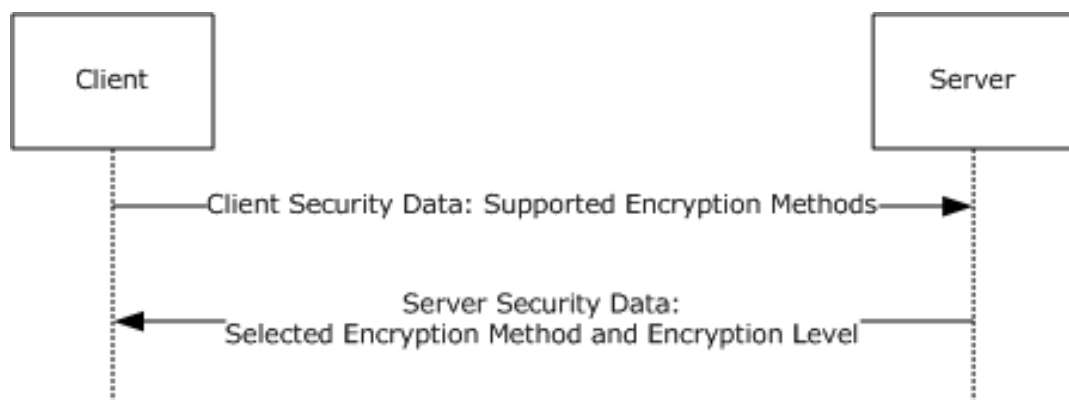 Client
Server
Client Security Data: Supported Encryption Methods
Server Security Data:
Selected Encryption Method and Encryption Level